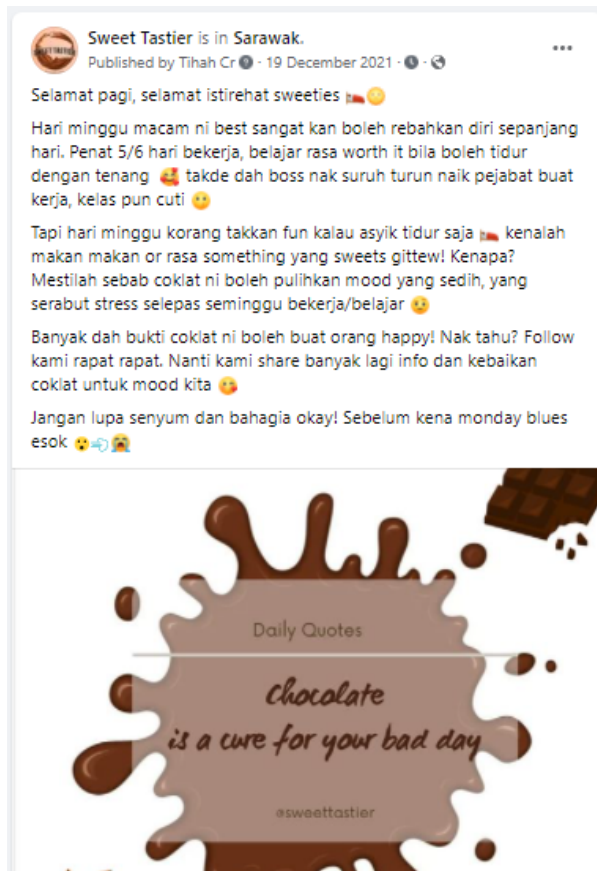 Sweet Tastier is in Sarawak.
Published by Tihah Cr · 19 December 2021 ·
Selamat pagi, selamat istirehat sweeties
Hari minggu macam ni best sangat kan boleh rebahkan diri sepanjang
hari. Penat 5/6 hari bekerja, belajar rasa worth it bila boleh tidur
dengan tenang 🥰 takde dah boss nak suruh turun naik pejabat buat
kerja, kelas pun cuti
Tapi hari minggu korang takkan fun kalau asyik tidur saja kenalah
makan makan or rasa something yang sweets gittew! Kenapa?
Mestilah sebab coklat ni boleh pulihkan mood yang sedih, yang
serabut stress selepas seminggu bekerja/belajar
Banyak dah bukti coklat ni boleh buat orang happy! Nak tahu? Follow
kami rapat rapat. Nanti kami share banyak lagi info dan kebaikan
coklat untuk mood kita
Jangan lupa senyum dan bahagia okay! Sebelum kena monday blues
esok
Daily Quotes
Chocolate
is a cure for your bad day
@sweettastier